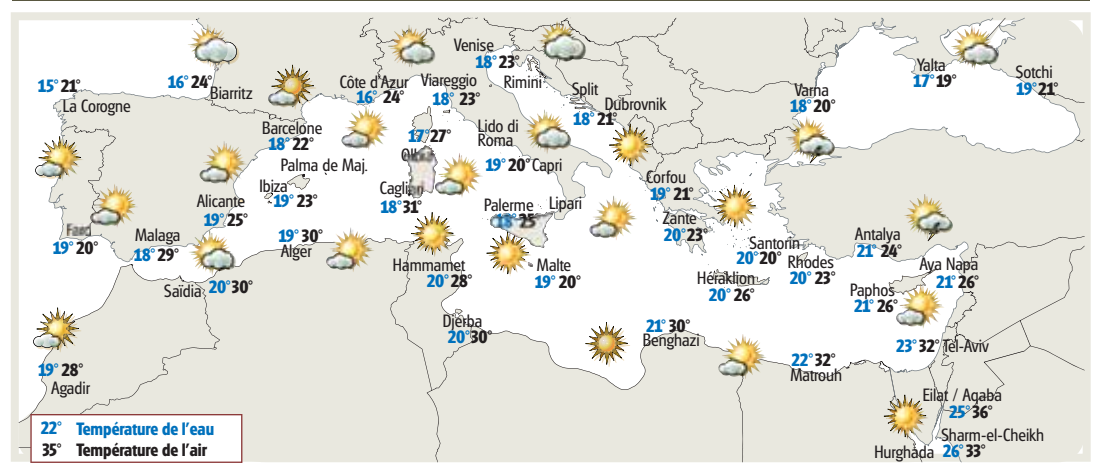 Venise
18° 23°
Rimini
Yalta
17° 19°
Sotchi
19° 21°
15° 21°
La Corogne
16° 24°
Biarritz
Côte d'Azur
16° 24°
Viareggio
18° 23°
Split
18° 21°
Dubrovnik
Varna
18° 20°
Barcelone
18° 22°
17° 27°
Lido di
Roma
19° 20° Capri
Palma de Maj.
Ibiza
19° 23°
Cagliari
18° 31°
Corfou
19° 21°
Alicante
19° 25°
Palerme
18° 25°
Lipari
Zante
20° 23°
Faro
19° 20°
Malaga
18° 29°
19° 30°
Alger
Santorin
20° 20°
Antalya
21° 24°
Hammamet
20° 28°
Malte
19° 20°
Rhodes
20° 23°
Aya Napa
21° 26°
Saïdia
20° 30°
Héraklion
20° 26°
Paphos
21° 26°
Djerba
20° 30°
21° 30°
Benghazi
23° 32° Tel-Aviv
19° 28°
Agadir
22° 32°
Matrouh
Eilat / Aqaba
25° 36°
Sharm-el-Cheikh
Hurghada
26° 33°
22° Température de l'eau
35° Température de l'air